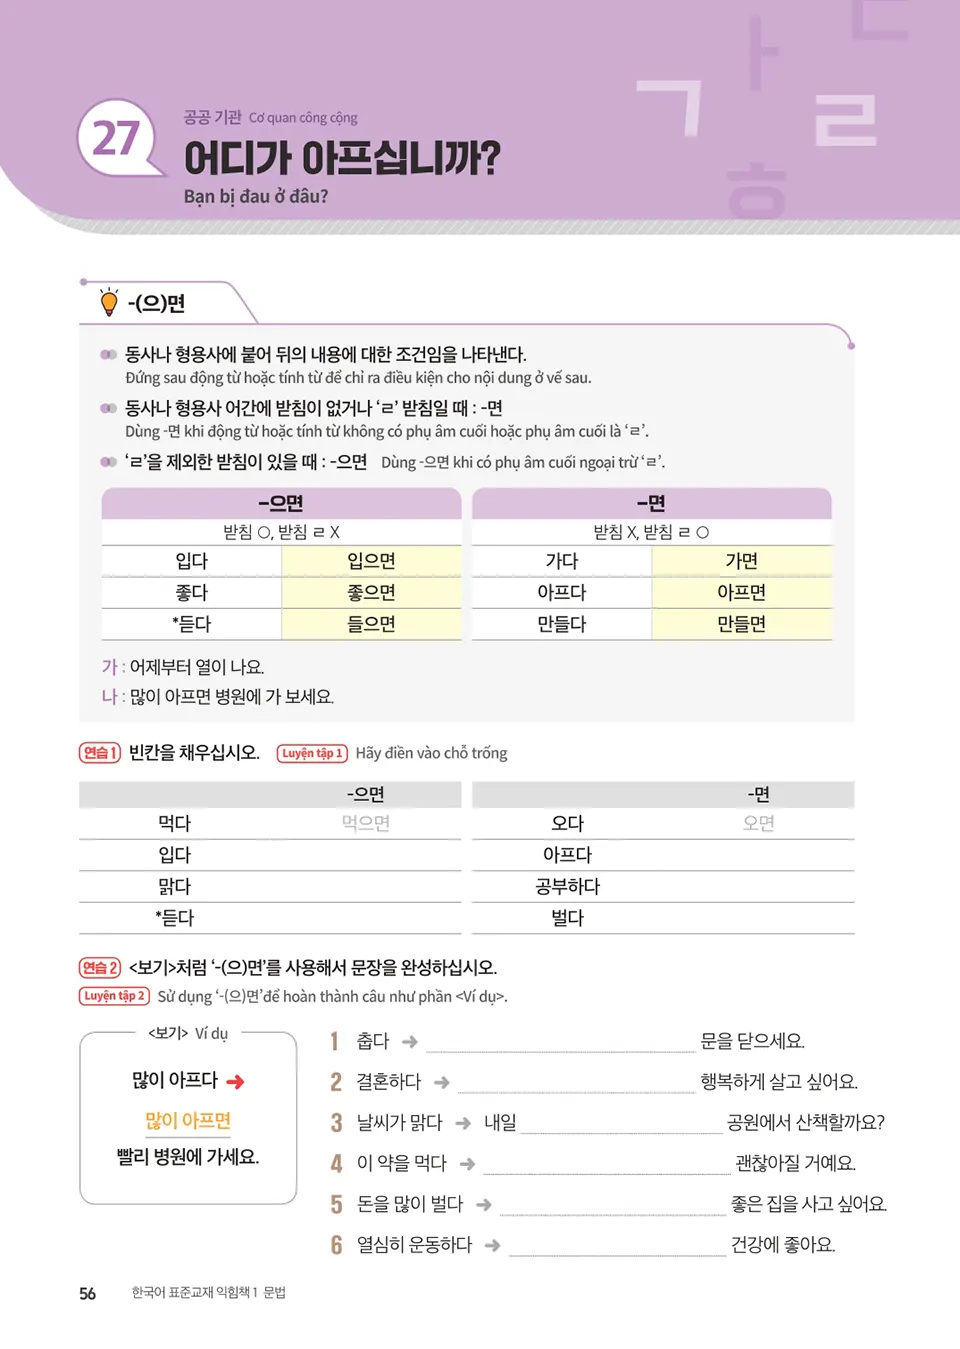 ㄱ ㅏ ㄷ ㄹ ㅎ
27
공공 기관 Cơ quan công cộng
어디가 아프십니까?
Bạn bị đau ở đâu?
-(으)면
동사나 형용사에 붙어 뒤의 내용에 대한 조건임을 나타낸다.
Đứng sau động từ hoặc tính từ để chỉ ra điều kiện cho nội dung ở vế sau.
동사나 형용사 어간에 받침이 없거나 ‘ㄹ’ 받침일 때 : -면
Dùng -면 khi động từ hoặc tính từ không có phụ âm cuối hoặc phụ âm cuối là ‘ㄹ’.
‘ㄹ’을 제외한 받침이 있을 때 : -으면 Dùng -으면 khi có phụ âm cuối ngoại trừ ‘ㄹ’.
-으면 -면
받침 O, 받침 ㄹ X 받침 X, 받침 ㄹ O
입다 입으면 가다 가면
좋다 좋으면 아프다 아프면
*듣다 들으면 만들다 만들면
가 : 어제부터 열이 나요.
나 : 많이 아프면 병원에 가 보세요.
연습 1 빈칸을 채우십시오. Luyện tập 1 Hãy điền vào chỗ trống
-으면 -면
먹다 먹으면 오다 오면
입다 아프다
맑다 공부하다
*듣다 벌다
연습 2 <보기>처럼 ‘-(으)면’를 사용해서 문장을 완성하십시오.
Luyện tập 2 Sử dụng ‘-(으)면’để hoàn thành câu như phần <Ví dụ>.
<보기> Ví dụ
많이 아프다 ➜
많이 아프면
빨리 병원에 가세요.
1 춥다 ➜ 문을 닫으세요.
2 결혼하다 ➜ 행복하게 살고 싶어요.
3 날씨가 맑다 ➜ 내일 공원에서 산책할까요?
4 이 약을 먹다 ➜ 괜찮아질 거예요.
5 돈을 많이 벌다 ➜ 좋은 집을 사고 싶어요.
6 열심히 운동하다 ➜ 건강에 좋아요.
56 한국어 표준교재 익힘책 1 문법